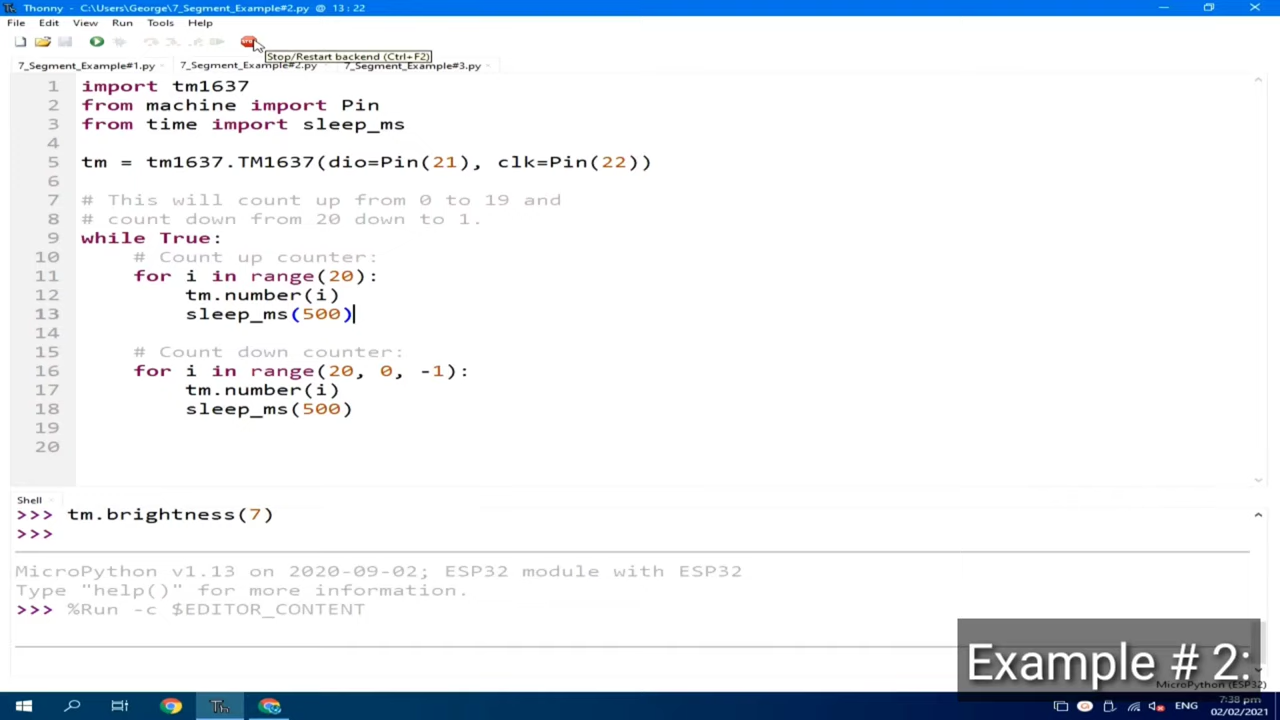 Thonny - C:\Users\George\7_Segment_Example#2.py @ 13 : 22
File Edit View Run Tools Help
STOP
Stop/Restart backend (Ctrl+F2)
7_Segment_Example#1.py 7_Segment_Example#2.py 7_Segment_Example#3.py
1 import tm1637
2 from machine import Pin
3 from time import sleep_ms
4
5 tm = tm1637.TM1637(dio=Pin(21), clk=Pin(22))
6
7 # This will count up from 0 to 19 and
8 # count down from 20 down to 1.
9 while True:
10 # Count up counter:
11 for i in range(20):
12 tm.number(i)
13 sleep_ms(500)
14
15 # Count down counter:
16 for i in range(20, 0, -1):
17 tm.number(i)
18 sleep_ms(500)
19
20
Shell
>>> tm.brightness(7)
>>>
MicroPython v1.13 on 2020-09-02; ESP32 module with ESP32
Type "help()" for more information.
>>> %Run -c $EDITOR_CONTENT
Example # 2:
MicroPython (ESP32)
ENG
7:38 pm
02/02/2021